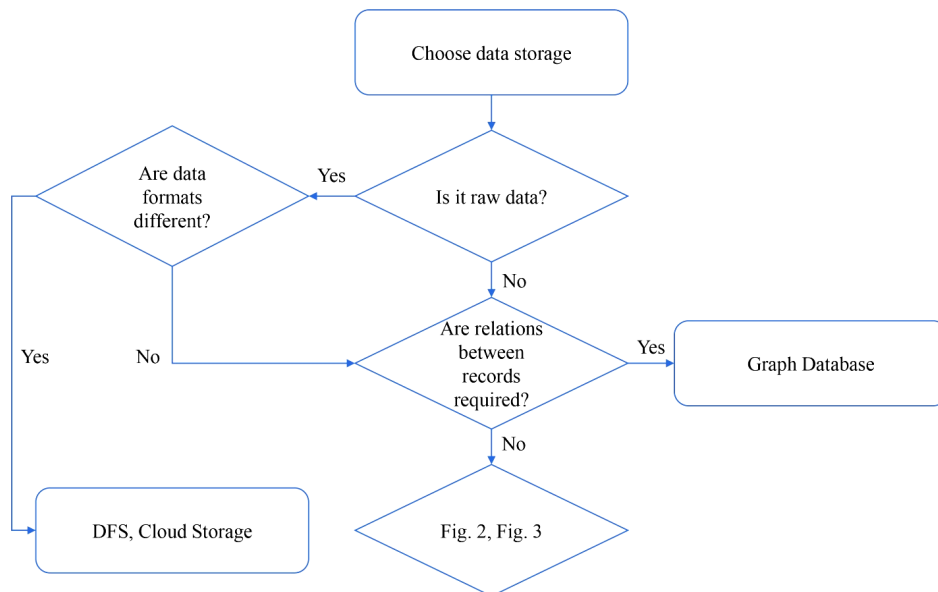 Choose data storage
Are data
formats
different?
Yes
Is it raw data?
No
Yes
No
Are relations
between
records
required?
Yes
Graph Database
No
DFS, Cloud Storage
Fig. 2, Fig. 3